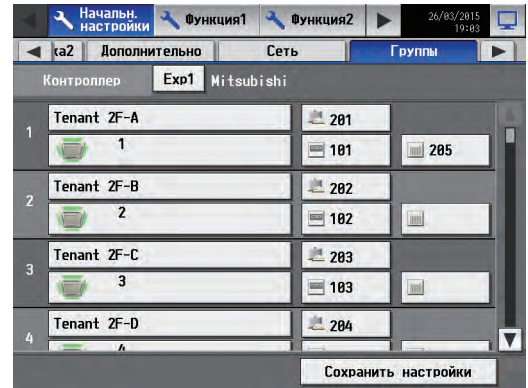 Начальн. настройки Функция1 Функция2 26/03/2015 19:03
ка2 Дополнительно Сеть Группы
Контроллер Exp1 Mitsubishi
1 Tenant 2F-A 201
1 101 205
2 Tenant 2F-B 202
2 102
3 Tenant 2F-C 203
3 103
4 Tenant 2F-D 204
4
Сохранить настройки